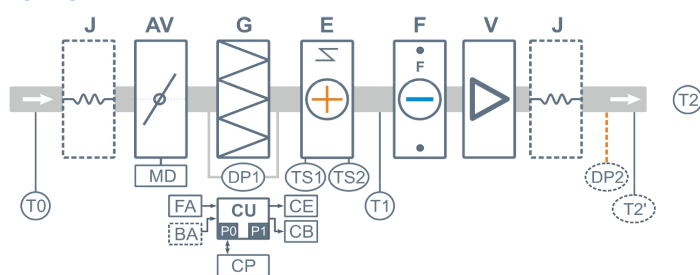 J AV G E F V J
F
T2
MD DP1 TS1 TS2 DP2
T0 FA CU CE T1 T2'
BA P0 P1 CB
CP